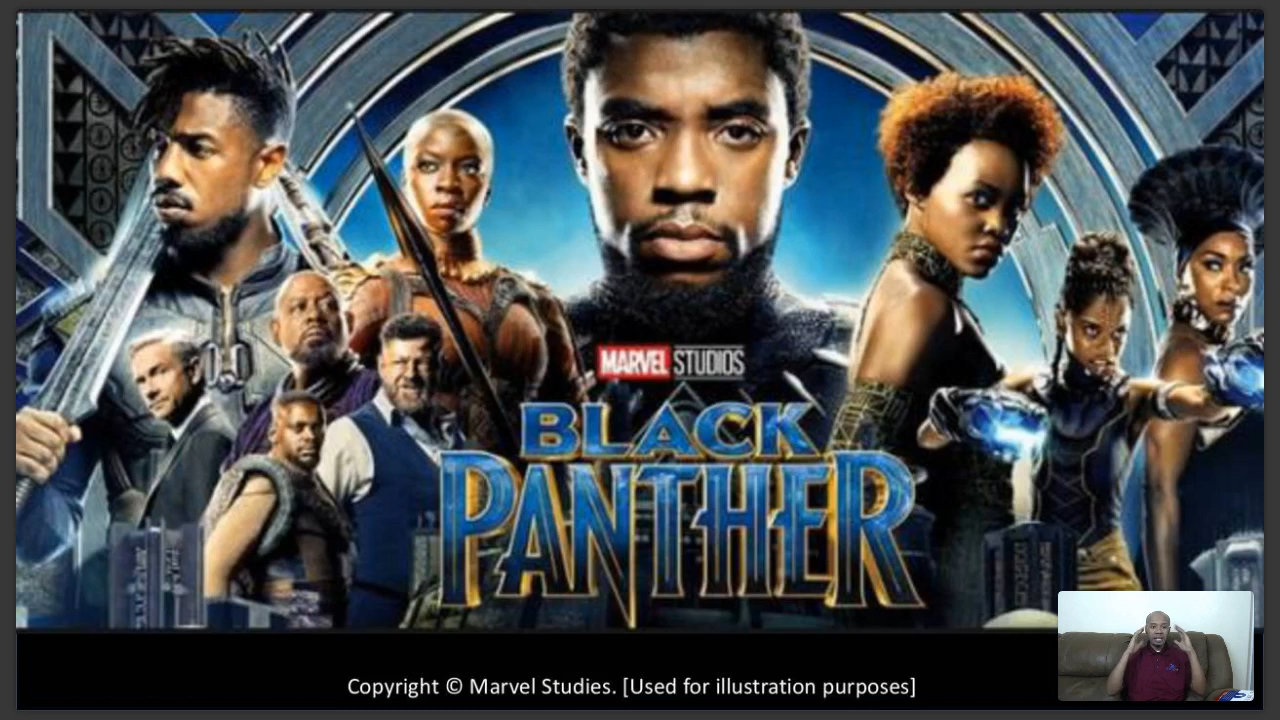 MARVEL STUDIOS
BLACK
PANTHER
Copyright © Marvel Studies. [Used for illustration purposes]